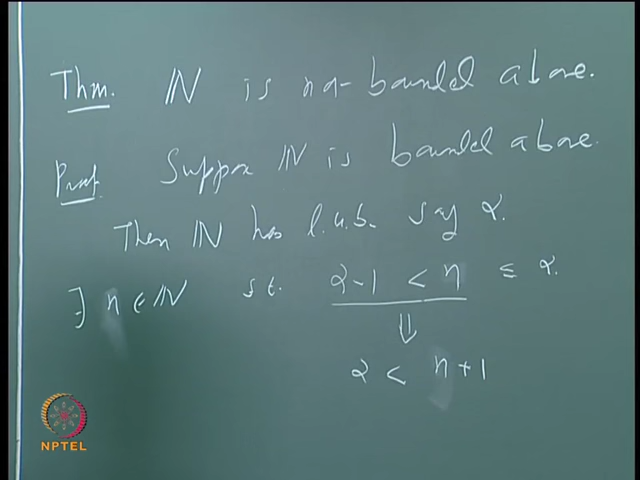 Thm. ℕ is not bounded above.
Proof. Suppose ℕ is bounded above.
Then ℕ has l.u.b. say α.
∃ n ∈ ℕ s.t. α - 1 < n ≤ α.
⇓
α < n + 1
NPTEL